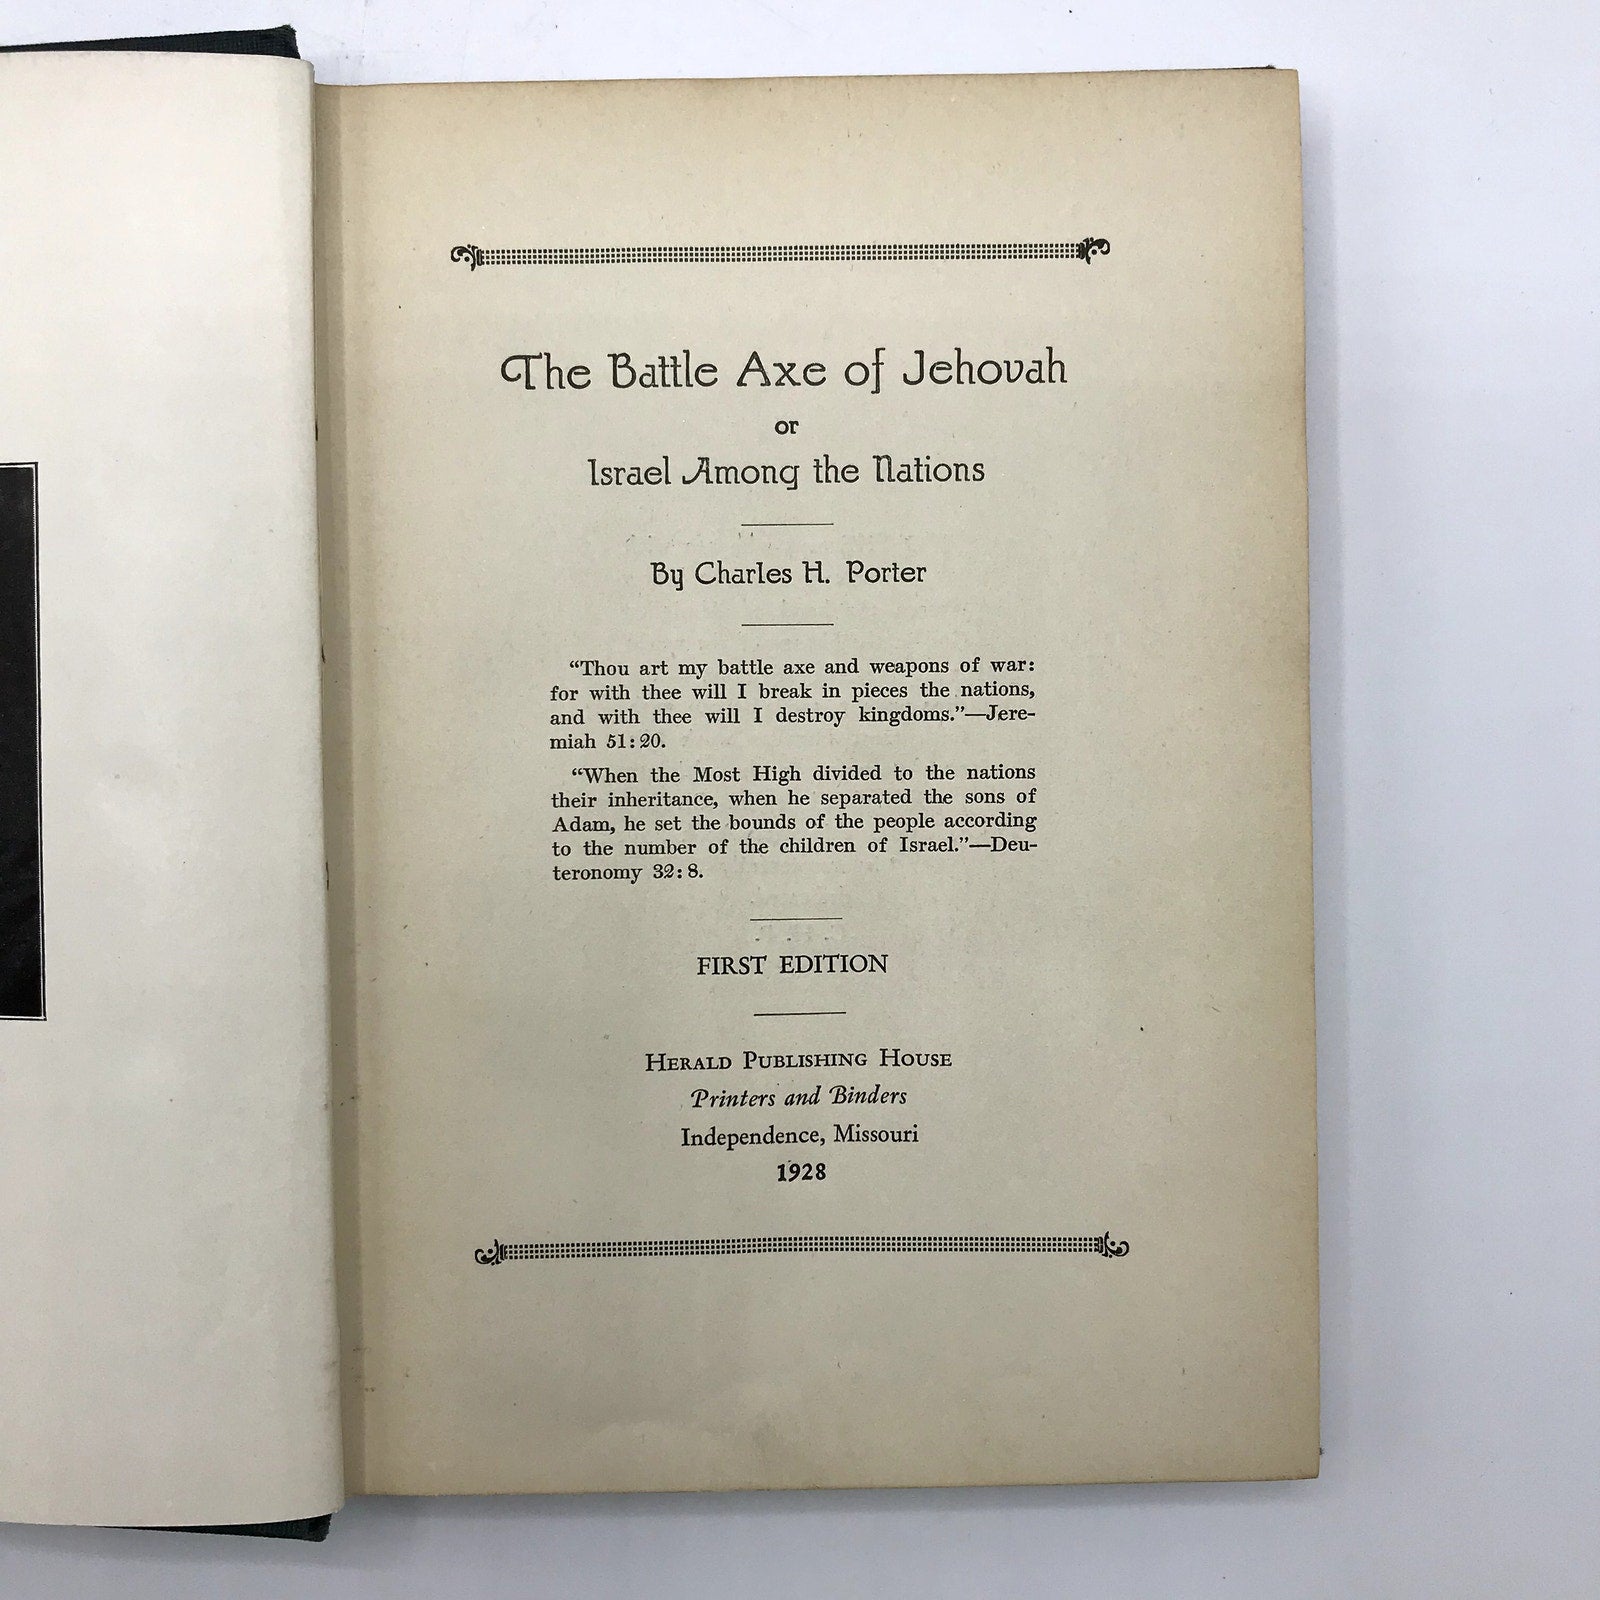 The Battle Axe of Jehovah
or
Israel Among the Nations
By Charles H. Porter
“Thou art my battle axe and weapons of war:
for with thee will I break in pieces the nations,
and with thee will I destroy kingdoms.”—Jere-
miah 51:20.
“When the Most High divided to the nations
their inheritance, when he separated the sons of
Adam, he set the bounds of the people according
to the number of the children of Israel.”—Deu-
teronomy 32:8.
FIRST EDITION
HERALD PUBLISHING HOUSE
Printers and Binders
Independence, Missouri
1928